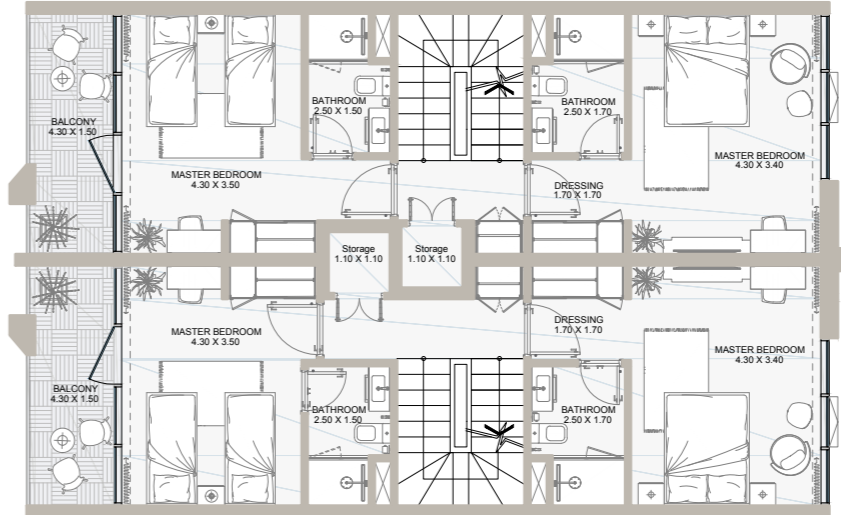 BATHROOM
2.50 X 1.50
BATHROOM
2.50 X 1.70
BALCONY
4.30 X 1.50
MASTER BEDROOM
4.30 X 3.50
MASTER BEDROOM
4.30 X 3.40
DRESSING
1.70 X 1.70
Storage
1.10 X 1.10
Storage
1.10 X 1.10
MASTER BEDROOM
4.30 X 3.50
DRESSING
1.70 X 1.70
MASTER BEDROOM
4.30 X 3.40
BALCONY
4.30 X 1.50
BATHROOM
2.50 X 1.50
BATHROOM
2.50 X 1.70